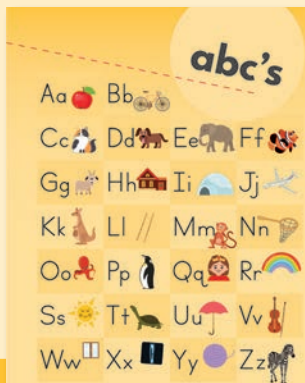 abc's
Aa Bb
Cc Dd Ee Ff
Gg Hh Ii Jj
Kk Ll Mm Nn
Oo Pp Qq Rr
Ss Tt Uu Vv
Ww Xx Yy Zz